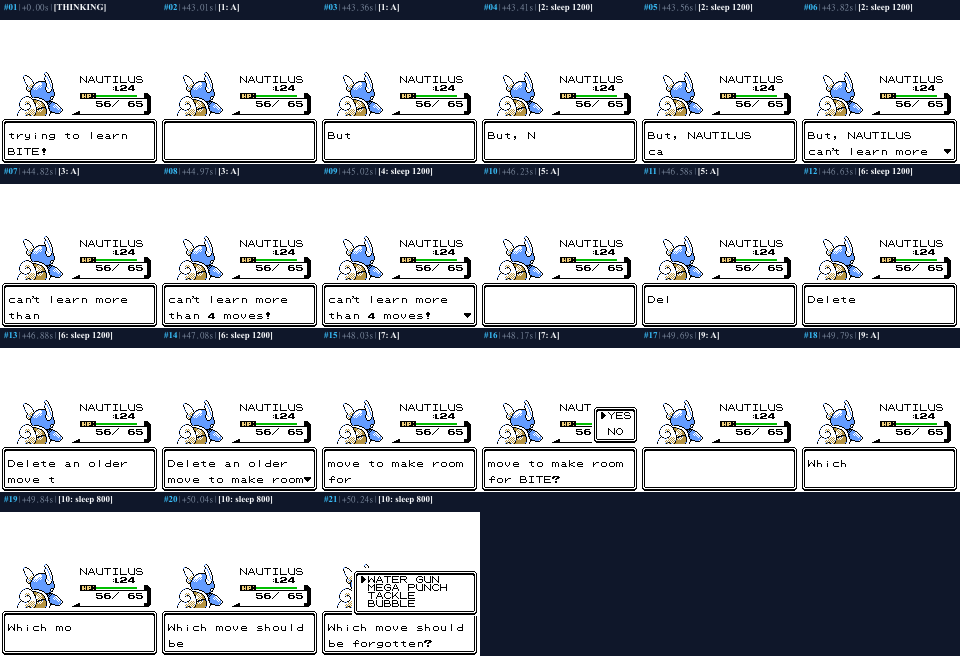 #01|+0.00s|[THINKING]
NAUTILUS
:L24
HP:
56/ 65
trying to learn
BITE!
#02|+43.01s|[1: A]
NAUTILUS
:L24
HP:
56/ 65
#03|+43.36s|[1: A]
NAUTILUS
:L24
HP:
56/ 65
But
#04|+43.41s|[2: sleep 1200]
NAUTILUS
:L24
HP:
56/ 65
But, N
#05|+43.56s|[2: sleep 1200]
NAUTILUS
:L24
HP:
56/ 65
But, NAUTILUS
ca
#06|+43.82s|[2: sleep 1200]
NAUTILUS
:L24
HP:
56/ 65
But, NAUTILUS
can't learn more
#07|+44.82s|[3: A]
NAUTILUS
:L24
HP:
56/ 65
can't learn more
than
#08|+44.97s|[3: A]
NAUTILUS
:L24
HP:
56/ 65
can't learn more
than 4 moves!
#09|+45.02s|[4: sleep 1200]
NAUTILUS
:L24
HP:
56/ 65
can't learn more
than 4 moves!
#10|+46.23s|[5: A]
NAUTILUS
:L24
HP:
56/ 65
#11|+46.58s|[5: A]
NAUTILUS
:L24
HP:
56/ 65
Del
#12|+46.63s|[6: sleep 1200]
NAUTILUS
:L24
HP:
56/ 65
Delete
#13|+46.88s|[6: sleep 1200]
NAUTILUS
:L24
HP:
56/ 65
Delete an older
move t
#14|+47.08s|[6: sleep 1200]
NAUTILUS
:L24
HP:
56/ 65
Delete an older
move to make room
#15|+48.03s|[7: A]
NAUTILUS
:L24
HP:
56/ 65
move to make room
for
#16|+48.17s|[7: A]
NAUT
:L24
HP:
56
YES
NO
move to make room
for BITE?
#17|+49.69s|[9: A]
NAUTILUS
:L24
HP:
56/ 65
#18|+49.79s|[9: A]
NAUTILUS
:L24
HP:
56/ 65
Which
#19|+49.84s|[10: sleep 800]
NAUTILUS
:L24
HP:
56/ 65
Which mo
#20|+50.04s|[10: sleep 800]
NAUTILUS
:L24
HP:
56/ 65
Which move should
be
#21|+50.24s|[10: sleep 800]
WATER GUN
MEGA PUNCH
TACKLE
BUBBLE
Which move should
be forgotten?